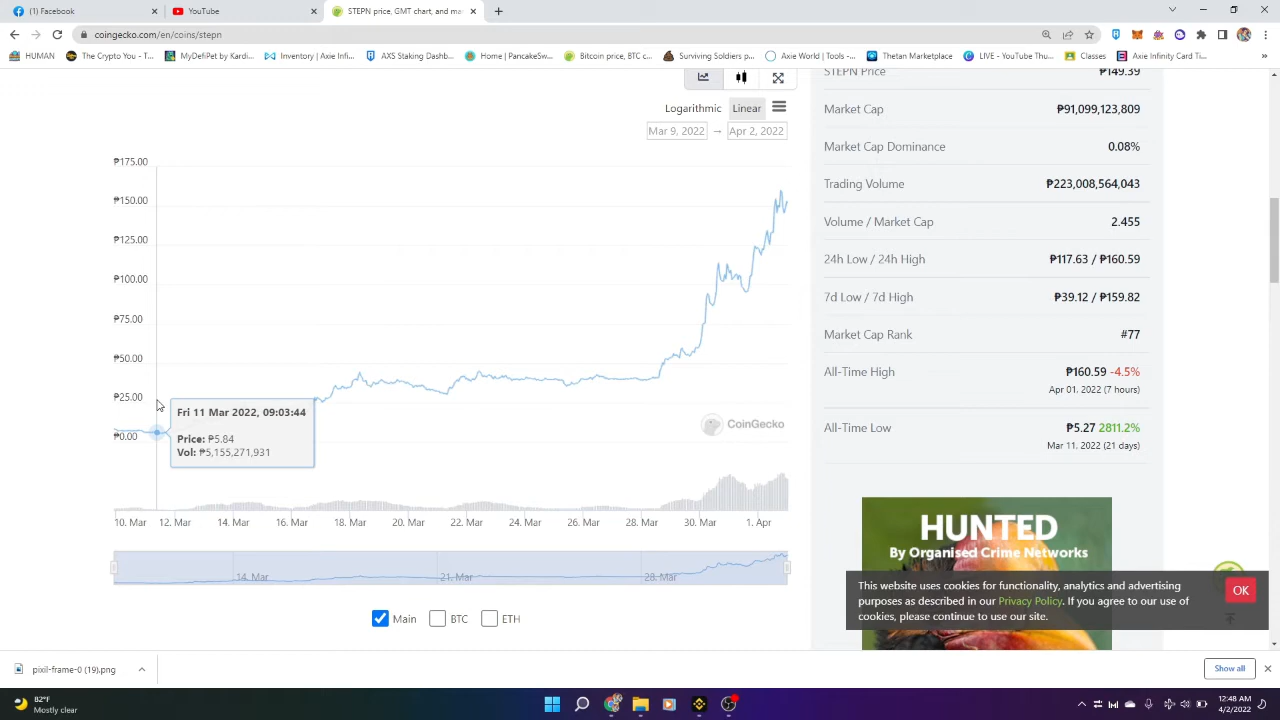 (1) Facebook
YouTube
STEPN price, GMT chart, and ma
coingecko.com/en/coins/stepn
HUMAN
The Crypto You - T...
MyDefiPet by Kardi...
Inventory | Axie Infi...
AXS Staking Dashb...
Home | PancakeSw...
Bitcoin price, BTC c...
Surviving Soldiers p...
Axie World | Tools -...
Thetan Marketplace
LIVE - YouTube Thu...
Classes
Axie Infinity Card Ti...
»
Logarithmic Linear
Mar 9, 2022 → Apr 2, 2022
₱175.00
₱150.00
₱125.00
₱100.00
₱75.00
₱50.00
₱25.00
₱0.00
Fri 11 Mar 2022, 09:03:44
Price: ₱5.84
Vol: ₱5,155,271,931
CoinGecko
10. Mar 12. Mar 14. Mar 16. Mar 18. Mar 20. Mar 22. Mar 24. Mar 26. Mar 28. Mar 30. Mar 1. Apr
14. Mar 21. Mar 28. Mar
Main BTC ETH
STEPN Price ₱149.39
Market Cap ₱91,099,123,809
Market Cap Dominance 0.08%
Trading Volume ₱223,008,564,043
Volume / Market Cap 2.455
24h Low / 24h High ₱117.63 / ₱160.59
7d Low / 7d High ₱39.12 / ₱159.82
Market Cap Rank #77
All-Time High ₱160.59 -4.5%
Apr 01, 2022 (7 hours)
All-Time Low ₱5.27 2811.2%
Mar 11, 2022 (21 days)
HUNTED
By Organised Crime Networks
This website uses cookies for functionality, analytics and advertising
purposes as described in our Privacy Policy. If you agree to our use of
cookies, please continue to use our site.
OK
pixil-frame-0 (19).png
Show all
82°F
Mostly clear
12:48 AM
4/2/2022